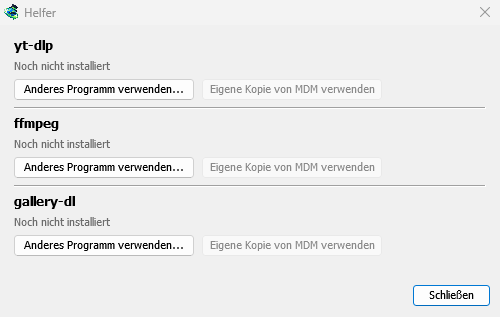 Helfer
yt-dlp
Noch nicht installiert
Anderes Programm verwenden... Eigene Kopie von MDM verwenden
ffmpeg
Noch nicht installiert
Anderes Programm verwenden... Eigene Kopie von MDM verwenden
gallery-dl
Noch nicht installiert
Anderes Programm verwenden... Eigene Kopie von MDM verwenden
Schließen